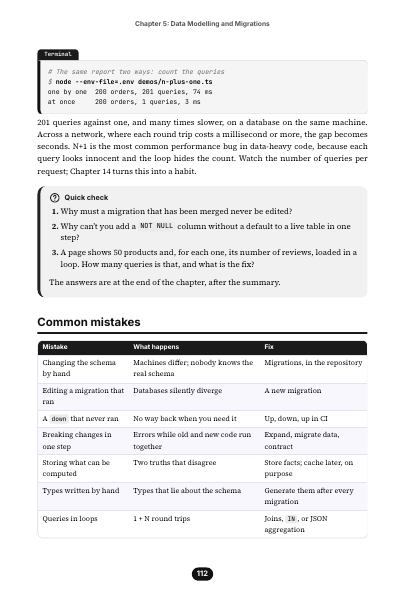 Chapter 5: Data Modelling and Migrations
Terminal
# The same report two ways: count the queries
$ node --env-file=.env demos/n-plus-one.ts
one by one  200 orders, 201 queries, 74 ms
at once     200 orders, 1 queries, 3 ms
201 queries against one, and many times slower, on a database on the same machine.
Across a network, where each round trip costs a millisecond or more, the gap becomes
seconds. N+1 is the most common performance bug in data-heavy code, because each
query looks innocent and the loop hides the count. Watch the number of queries per
request; Chapter 14 turns this into a habit.
Quick check
1. Why must a migration that has been merged never be edited?
2. Why can't you add a NOT NULL column without a default to a live table in one
step?
3. A page shows 50 products and, for each one, its number of reviews, loaded in a
loop. How many queries is that, and what is the fix?
The answers are at the end of the chapter, after the summary.
Common mistakes
Mistake What happens Fix
Changing the schema Machines differ; nobody knows the Migrations, in the repository
by hand real schema
Editing a migration that Databases silently diverge A new migration
ran
A down that never ran No way back when you need it Up, down, up in CI
Breaking changes in Errors while old and new code run Expand, migrate data,
one step together contract
Storing what can be Two truths that disagree Store facts; cache later, on
computed purpose
Types written by hand Types that lie about the schema Generate them after every
migration
Queries in loops 1 + N round trips Joins, IN, or JSON
aggregation
112